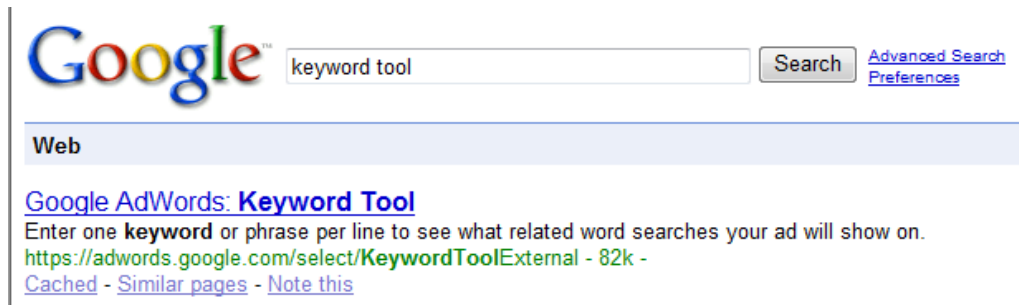 Google™ keyword tool Search Advanced Search
Preferences
Web
Google AdWords: Keyword Tool
Enter one keyword or phrase per line to see what related word searches your ad will show on.
https://adwords.google.com/select/KeywordToolExternal - 82k -
Cached - Similar pages - Note this